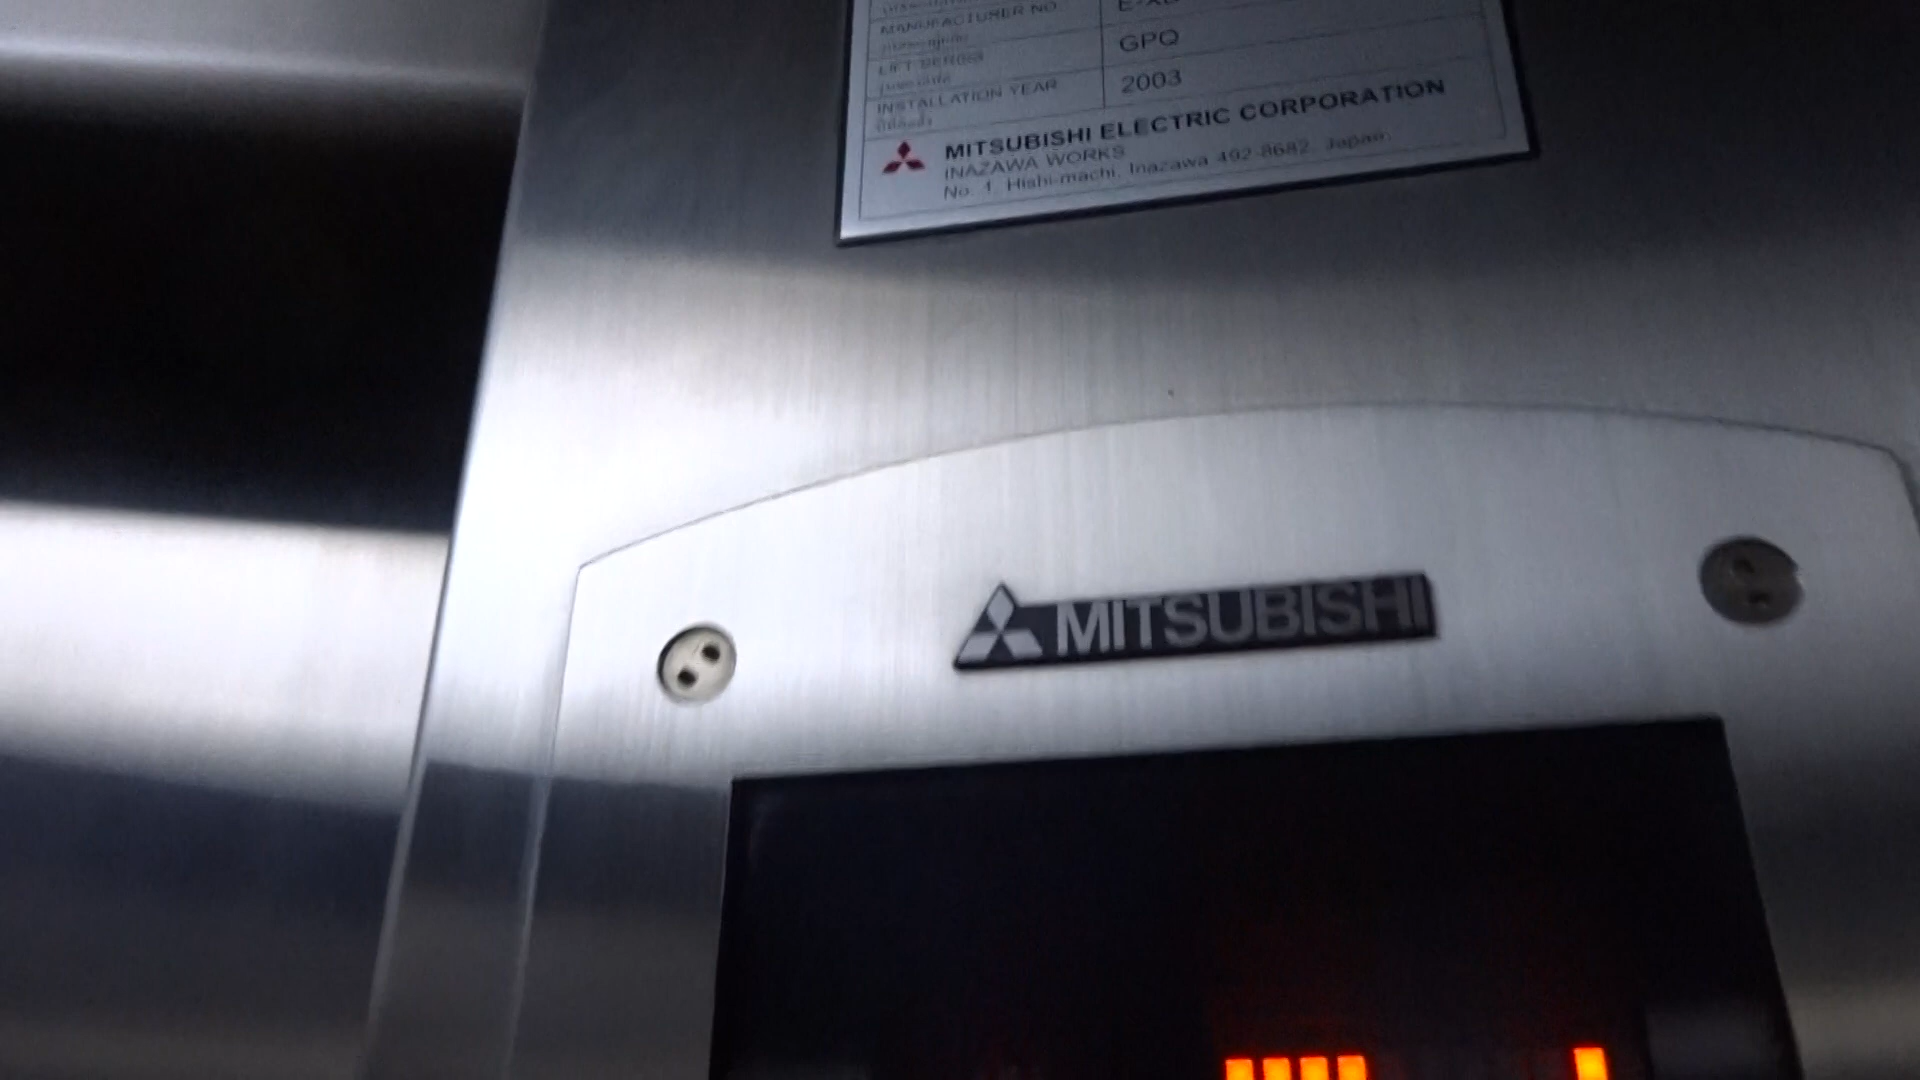 MANUFACTURER NO.
GPQ
LIFT SERIES
INSTALLATION YEAR 2003
MITSUBISHI ELECTRIC CORPORATION
INAZAWA WORKS
No. 1, Hishi-machi, Inazawa 492-8682, Japan.
MITSUBISHI